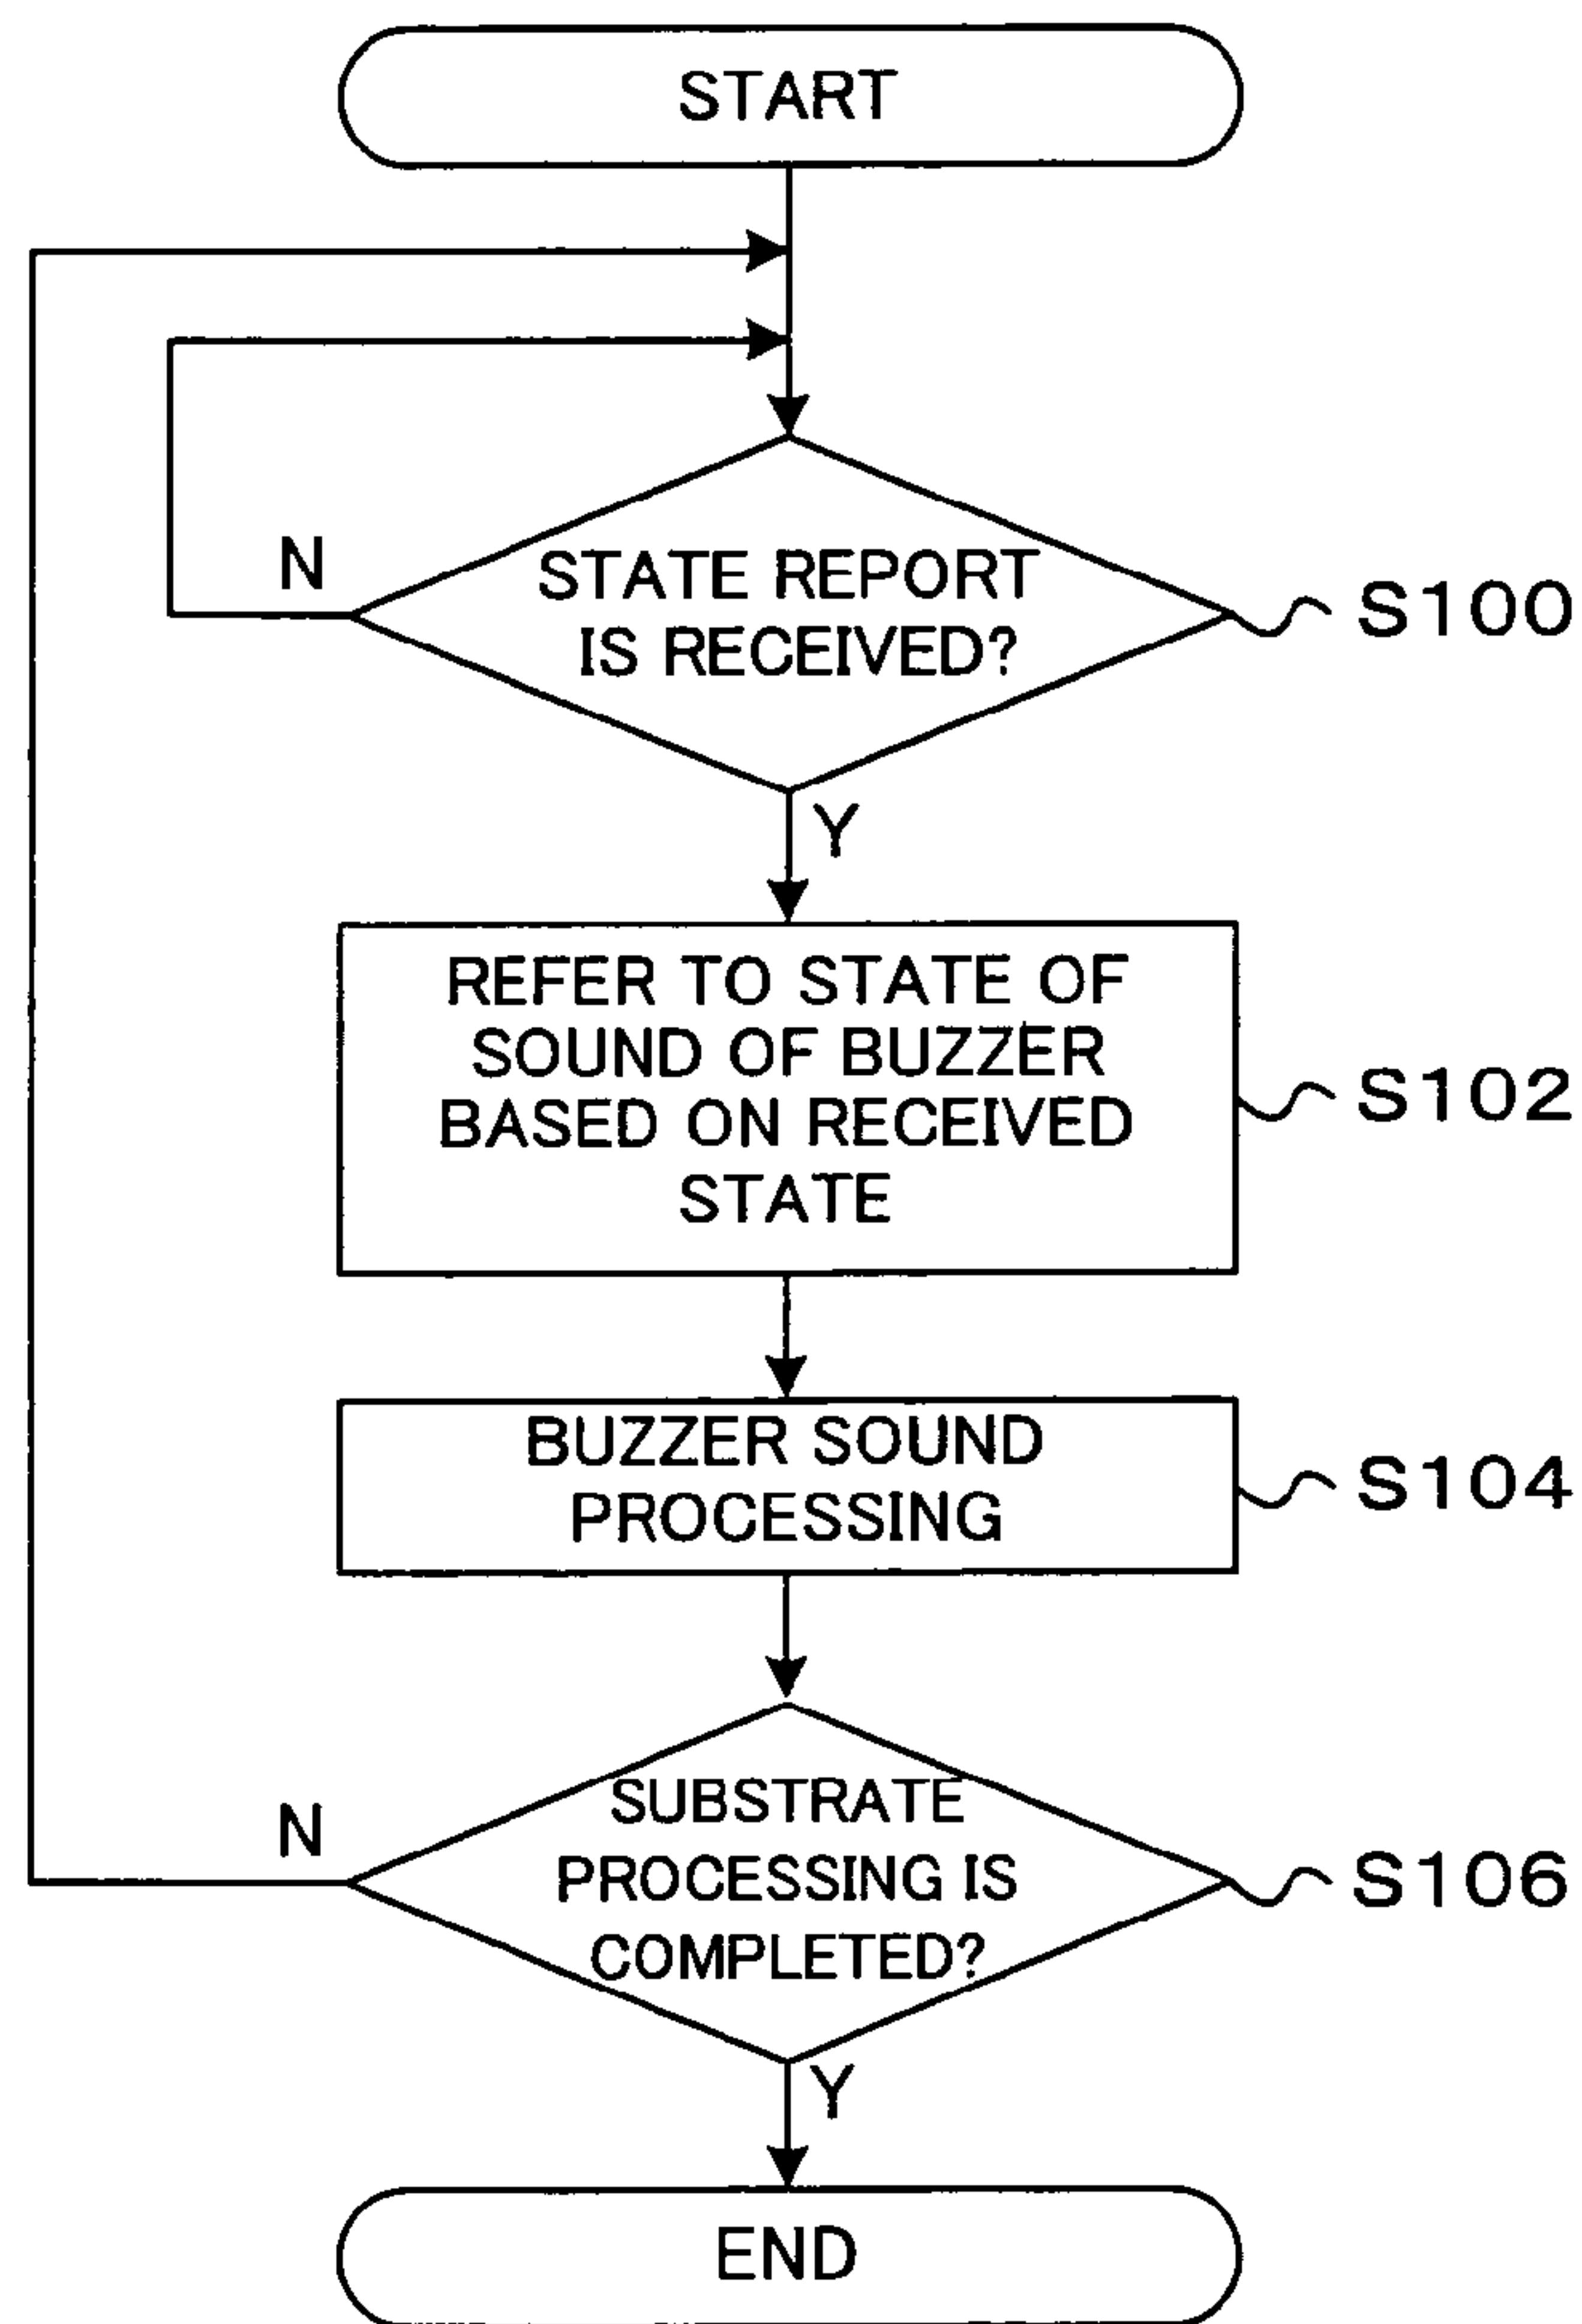 START
N
STATE REPORT
IS RECEIVED?
S100
Y
REFER TO STATE OF
SOUND OF BUZZER
BASED ON RECEIVED
STATE
S102
BUZZER SOUND
PROCESSING
S104
N
SUBSTRATE
PROCESSING IS
COMPLETED?
S106
Y
END